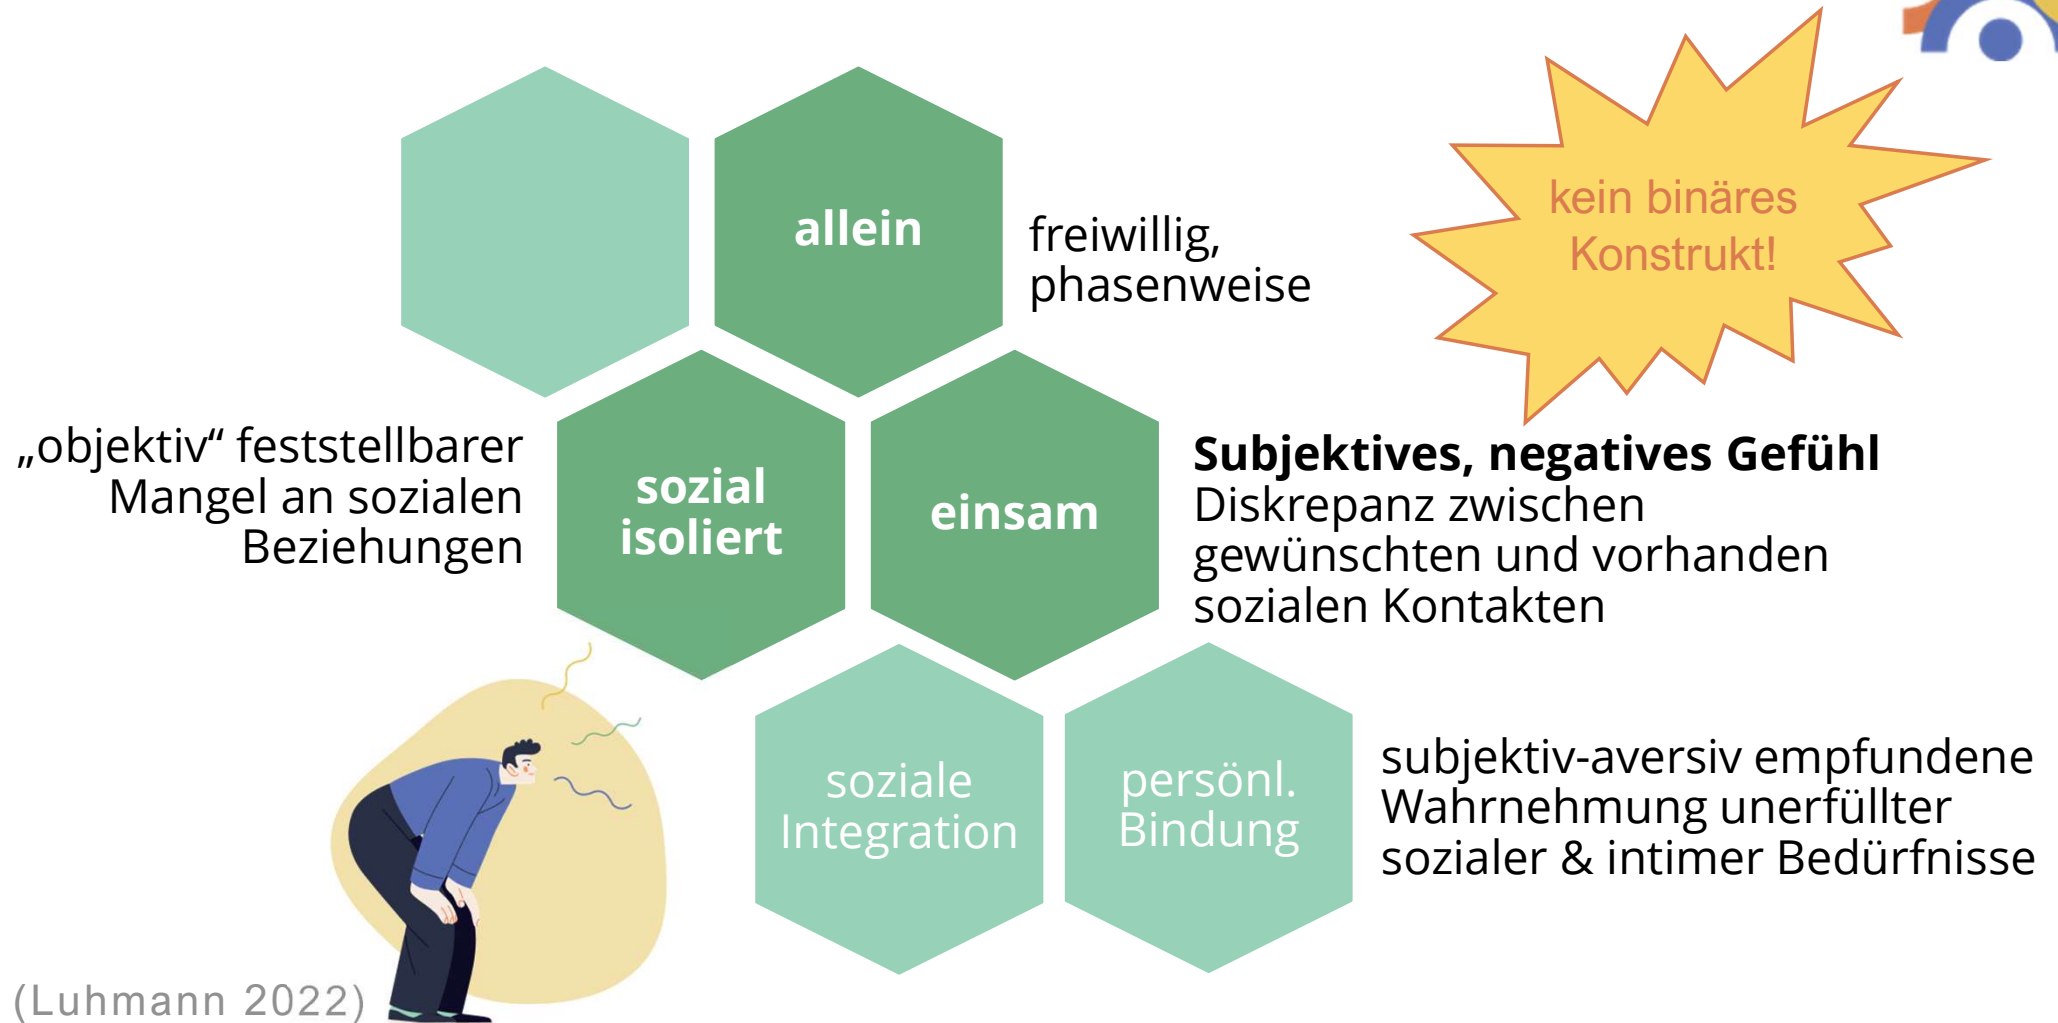 allein
freiwillig,
phasenweise
kein binäres
Konstrukt!
„objektiv“ feststellbarer
Mangel an sozialen
Beziehungen
sozial
isoliert
einsam
Subjektives, negatives Gefühl
Diskrepanz zwischen
gewünschten und vorhanden
sozialen Kontakten
soziale
Integration
persönl.
Bindung
subjektiv-aversiv empfundene
Wahrnehmung unerfüllter
sozialer & intimer Bedürfnisse
(Luhmann 2022)